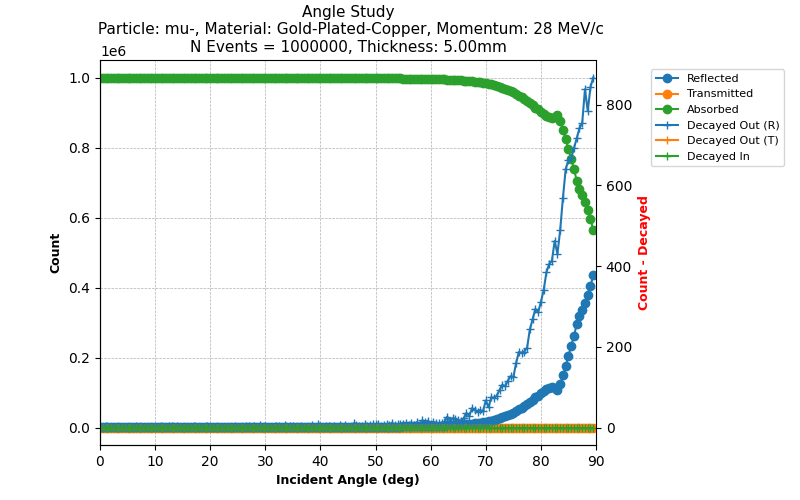 Angle Study
Particle: mu-, Material: Gold-Plated-Copper, Momentum: 28 MeV/c
N Events = 1000000, Thickness: 5.00mm
1e6
1.0
0.8
0.6
0.4
0.2
0.0
Count
0 10 20 30 40 50 60 70 80 90
Incident Angle (deg)
800
600
400
200
0
Count - Decayed
Reflected
Transmitted
Absorbed
Decayed Out (R)
Decayed Out (T)
Decayed In